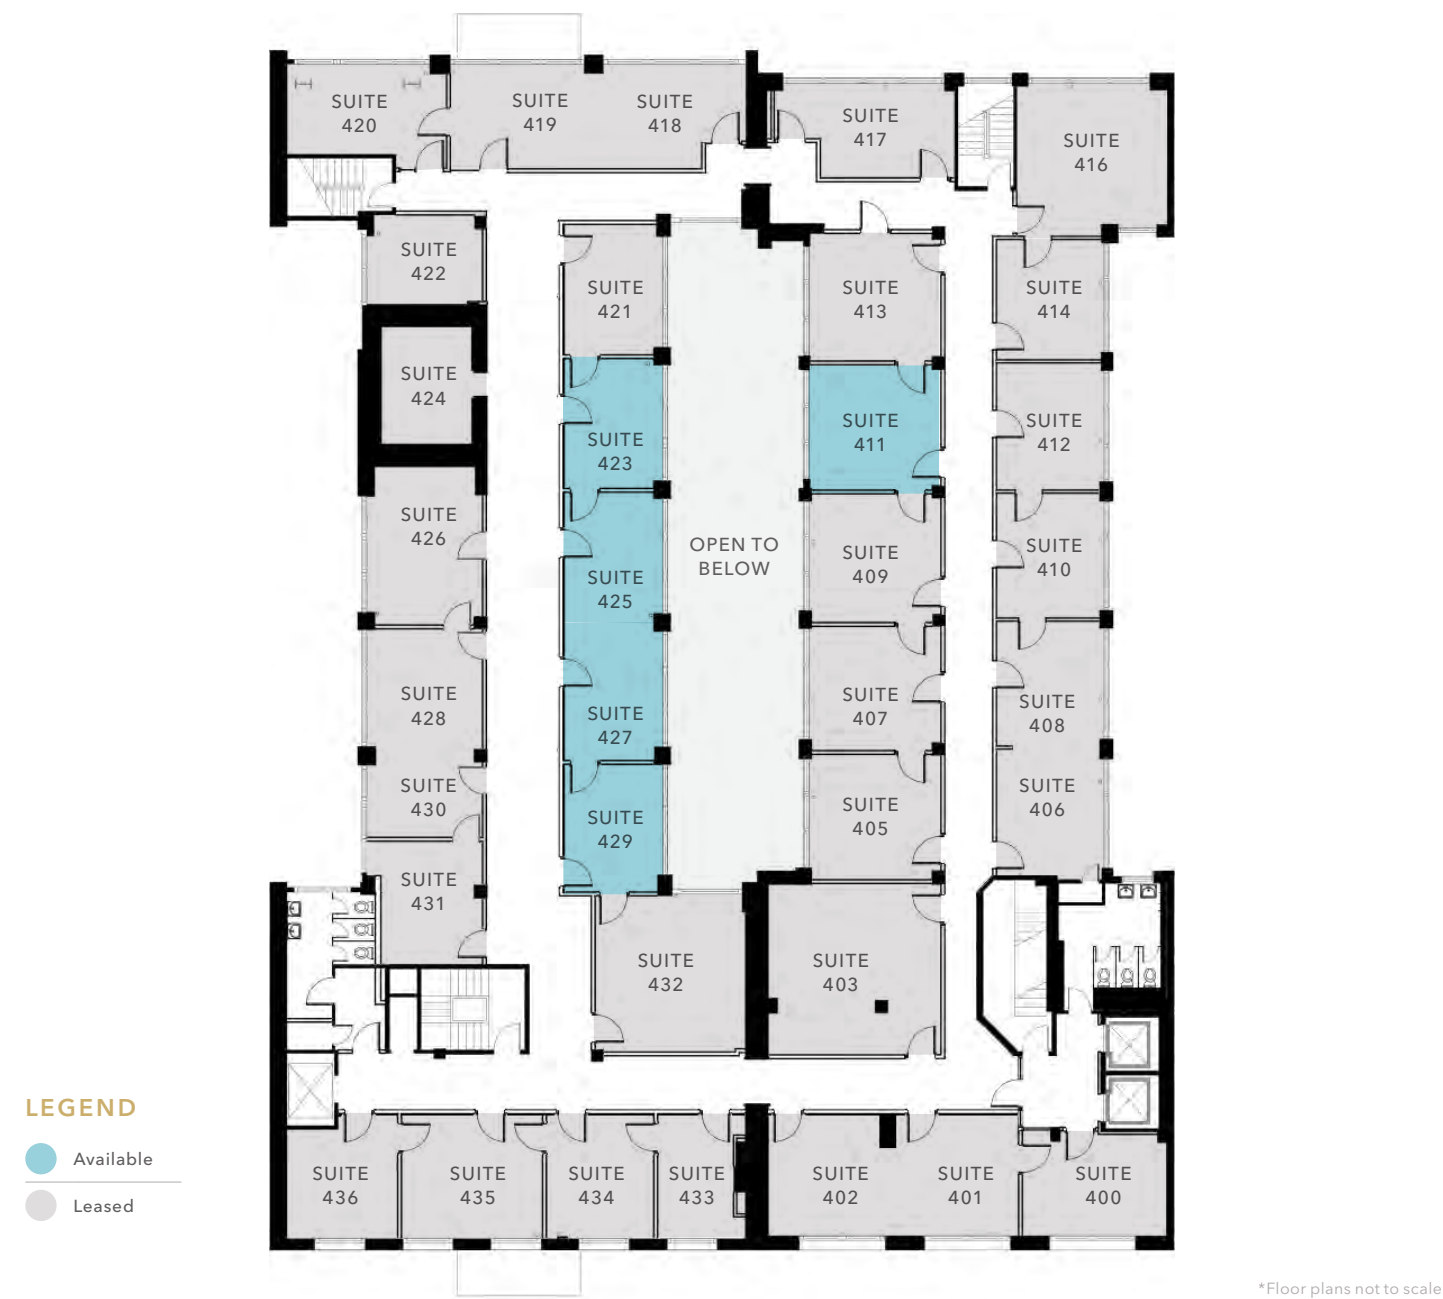 SUITE
420
SUITE
419
SUITE
418
SUITE
417
SUITE
416
SUITE
422
SUITE
421
SUITE
413
SUITE
414
SUITE
424
SUITE
423
SUITE
411
SUITE
412
SUITE
426
OPEN TO
BELOW
SUITE
425
SUITE
409
SUITE
410
SUITE
428
SUITE
427
SUITE
407
SUITE
408
SUITE
430
SUITE
429
SUITE
405
SUITE
406
SUITE
431
SUITE
432
SUITE
403
LEGEND
Available
Leased
SUITE
436
SUITE
435
SUITE
434
SUITE
433
SUITE
402
SUITE
401
SUITE
400
*Floor plans not to scale